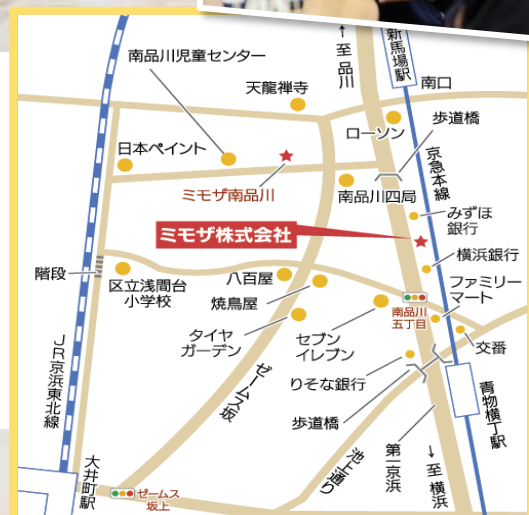 ↑至品川
新馬場駅
南品川児童センター
南口
天龍禅寺
ローソン
歩道橋
日本ペイント
京急本線
ミモザ南品川
南品川四局
みずほ
銀行
ミモザ株式会社
横浜銀行
階段
区立浅間台
小学校
八百屋
焼鳥屋
ファミリー
マート
南品川
五丁目
タイヤ
ガーデン
セブン
イレブン
交番
JR京浜東北線
ゼームス坂
りそな銀行
青物横丁駅
歩道橋
池上通り
第二京浜
↓至横浜
大井町駅
ゼームス
坂上